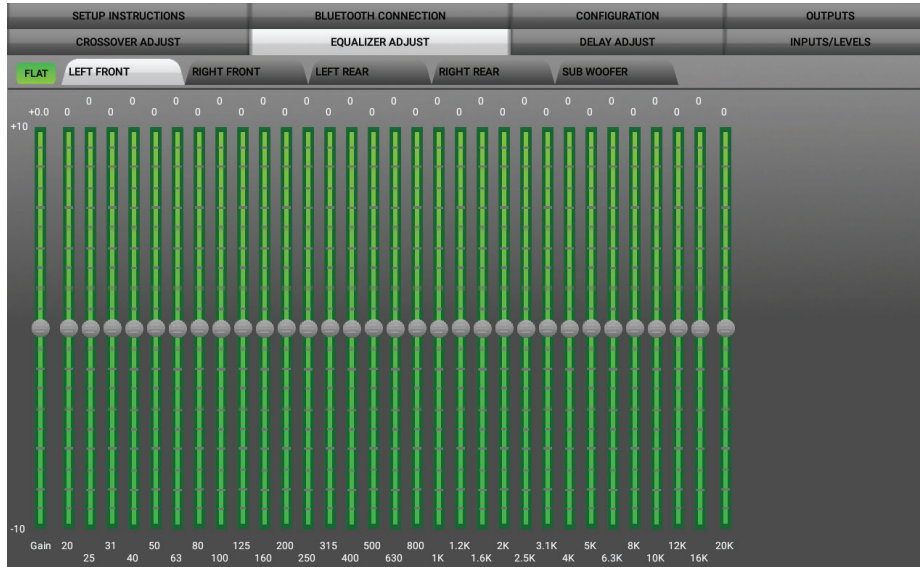 SETUP INSTRUCTIONS BLUETOOTH CONNECTION CONFIGURATION OUTPUTS
CROSSOVER ADJUST EQUALIZER ADJUST DELAY ADJUST INPUTS/LEVELS
FLAT LEFT FRONT RIGHT FRONT LEFT REAR RIGHT REAR SUB WOOFER
0 0 0 0 0 0 0 0 0 0 0 0 0 0 0
+0.0 0 0 0 0 0 0 0 0 0 0 0 0 0 0 0 0
+10
-10
Gain 20 31 50 80 125 200 315 500 800 1.2K 2K 3.1K 5K 8K 12K 20K
25 40 63 100 160 250 400 630 1K 1.6K 2.5K 4K 6.3K 10K 16K